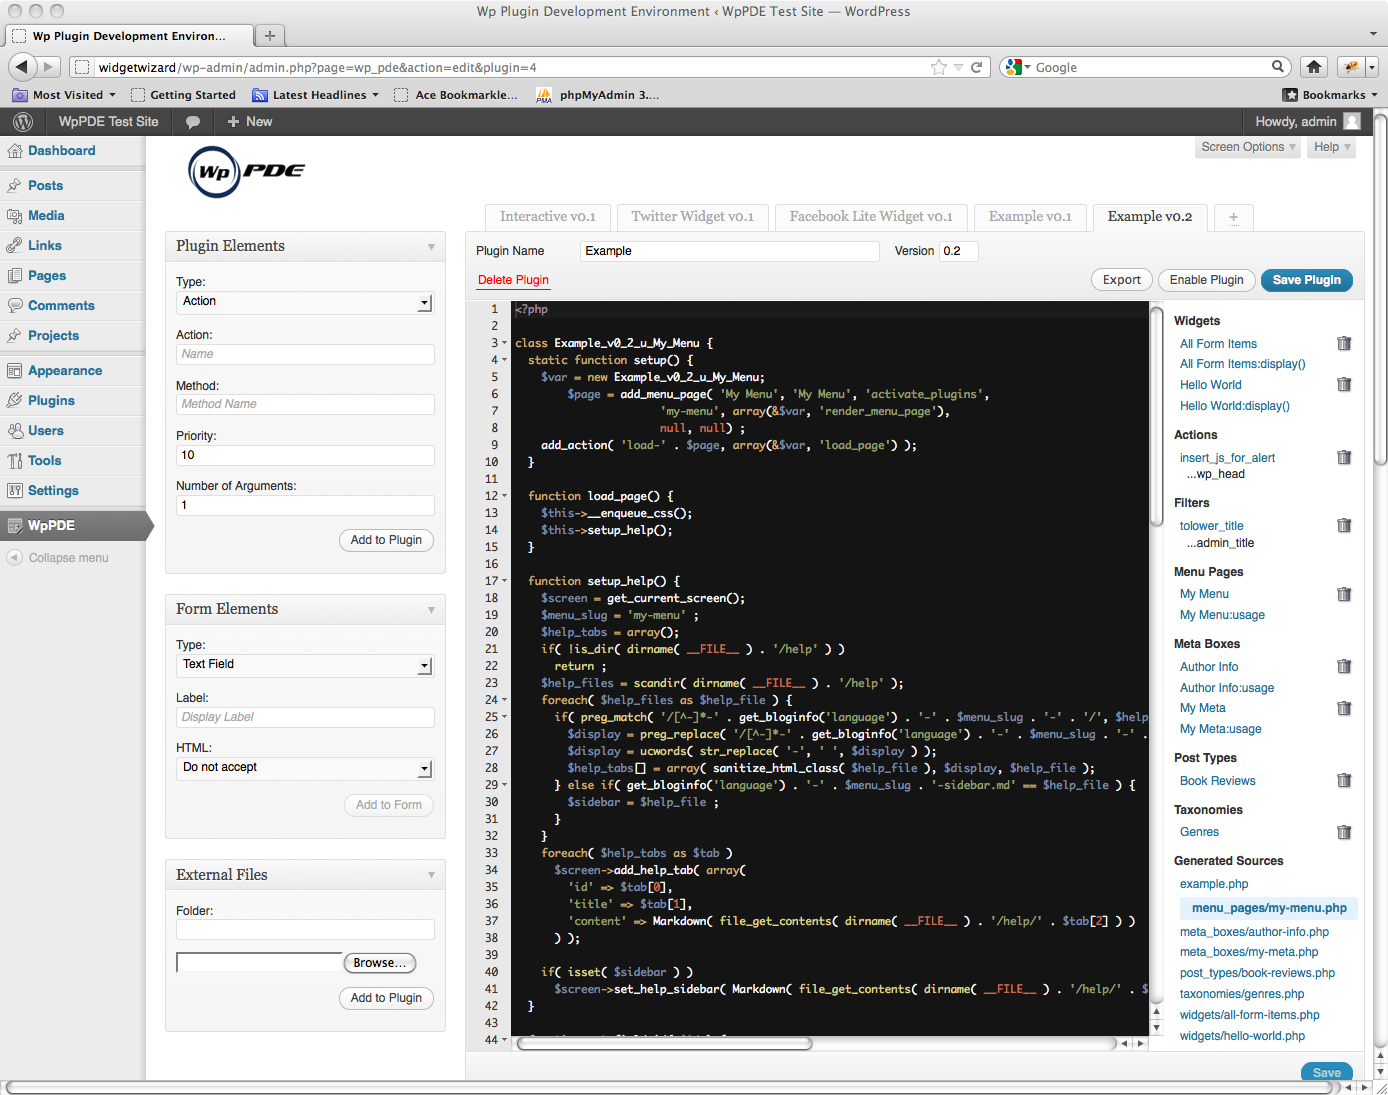 Wp Plugin Development Environment ‹ WpPDE Test Site — WordPress
Wp Plugin Development Environ...
widgetwizard/wp-admin/admin.php?page=wp_pde&action=edit&plugin=4
Google
Most Visited
Getting Started
Latest Headlines
Ace Bookmarkle...
phpMyAdmin 3....
Bookmarks
WpPDE Test Site
+ New
Howdy, admin
Dashboard
Posts
Media
Links
Pages
Comments
Projects
Appearance
Plugins
Users
Tools
Settings
WpPDE
Collapse menu
Wp PDE
Screen Options
Help
Interactive v0.1
Twitter Widget v0.1
Facebook Lite Widget v0.1
Example v0.1
Example v0.2
+
Plugin Elements
Type:
Action
Action:
Name
Method:
Method Name
Priority:
10
Number of Arguments:
1
Add to Plugin
Form Elements
Type:
Text Field
Label:
Display Label
HTML:
Do not accept
Add to Form
External Files
Folder:
Browse...
Add to Plugin
Plugin Name
Example
Version
0.2
Delete Plugin
Export
Enable Plugin
Save Plugin
1 <?php
2
3 class Example_v0_2_u_My_Menu {
4 static function setup() {
5 $var = new Example_v0_2_u_My_Menu;
6 $page = add_menu_page( 'My Menu', 'My Menu', 'activate_plugins',
7 'my-menu', array(&$var, 'render_menu_page'),
8 null, null) ;
9 add_action( 'load-' . $page, array(&$var, 'load_page') );
10 }
11
12 function load_page() {
13 $this->__enqueue_css();
14 $this->setup_help();
15 }
16
17 function setup_help() {
18 $screen = get_current_screen();
19 $menu_slug = 'my-menu' ;
20 $help_tabs = array();
21 if( !is_dir( dirname( __FILE__ ) . '/help' ) )
22 return ;
23 $help_files = scandir( dirname( __FILE__ ) . '/help' );
24 foreach( $help_files as $help_file ) {
25 if( preg_match( '/[^-]*-' . get_bloginfo('language') . '-' . $menu_slug . '-' . '/', $help
26 $display = preg_replace( '/[^-]*-' . get_bloginfo('language') . '-' . $menu_slug . '-' .
27 $display = ucwords( str_replace( '-', ' ', $display ) );
28 $help_tabs[] = array( sanitize_html_class( $help_file ), $display, $help_file );
29 } else if( get_bloginfo('language') . '-' . $menu_slug . '-sidebar.md' == $help_file ) {
30 $sidebar = $help_file ;
31 }
32 }
33 foreach( $help_tabs as $tab )
34 $screen->add_help_tab( array(
35 'id' => $tab[0],
36 'title' => $tab[1],
37 'content' => Markdown( file_get_contents( dirname( __FILE__ ) . '/help/' . $tab[2] ) )
38 ) );
39
40 if( isset( $sidebar ) )
41 $screen->set_help_sidebar( Markdown( file_get_contents( dirname( __FILE__ ) . '/help/' . $
42 }
43
44
Widgets
All Form Items
All Form Items:display()
Hello World
Hello World:display()
Actions
insert_js_for_alert
...wp_head
Filters
tolower_title
...admin_title
Menu Pages
My Menu
My Menu:usage
Meta Boxes
Author Info
Author Info:usage
My Meta
My Meta:usage
Post Types
Book Reviews
Taxonomies
Genres
Generated Sources
example.php
menu_pages/my-menu.php
meta_boxes/author-info.php
meta_boxes/my-meta.php
post_types/book-reviews.php
taxonomies/genres.php
widgets/all-form-items.php
widgets/hello-world.php
Save